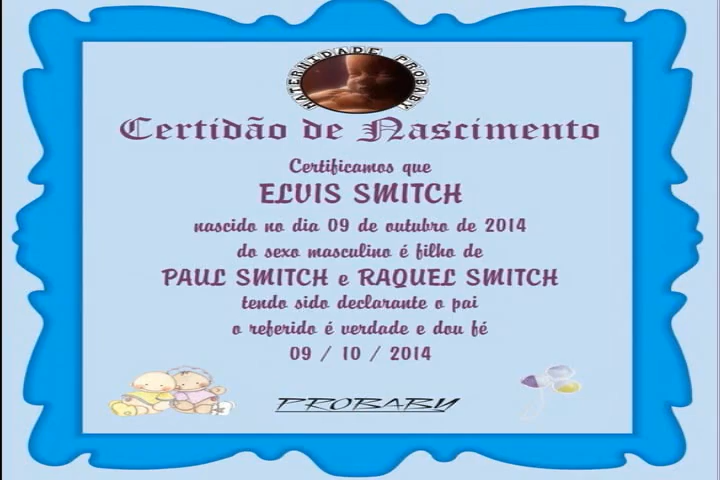 MATERNIDADE PROBABY
Certidão de Nascimento
Certificamos que
ELVIS SMITCH
nascido no dia 09 de outubro de 2014
do sexo masculino é filho de
PAUL SMITCH e RAQUEL SMITCH
tendo sido declarante o pai
o referido é verdade e dou fé
09 / 10 / 2014
PROBABY